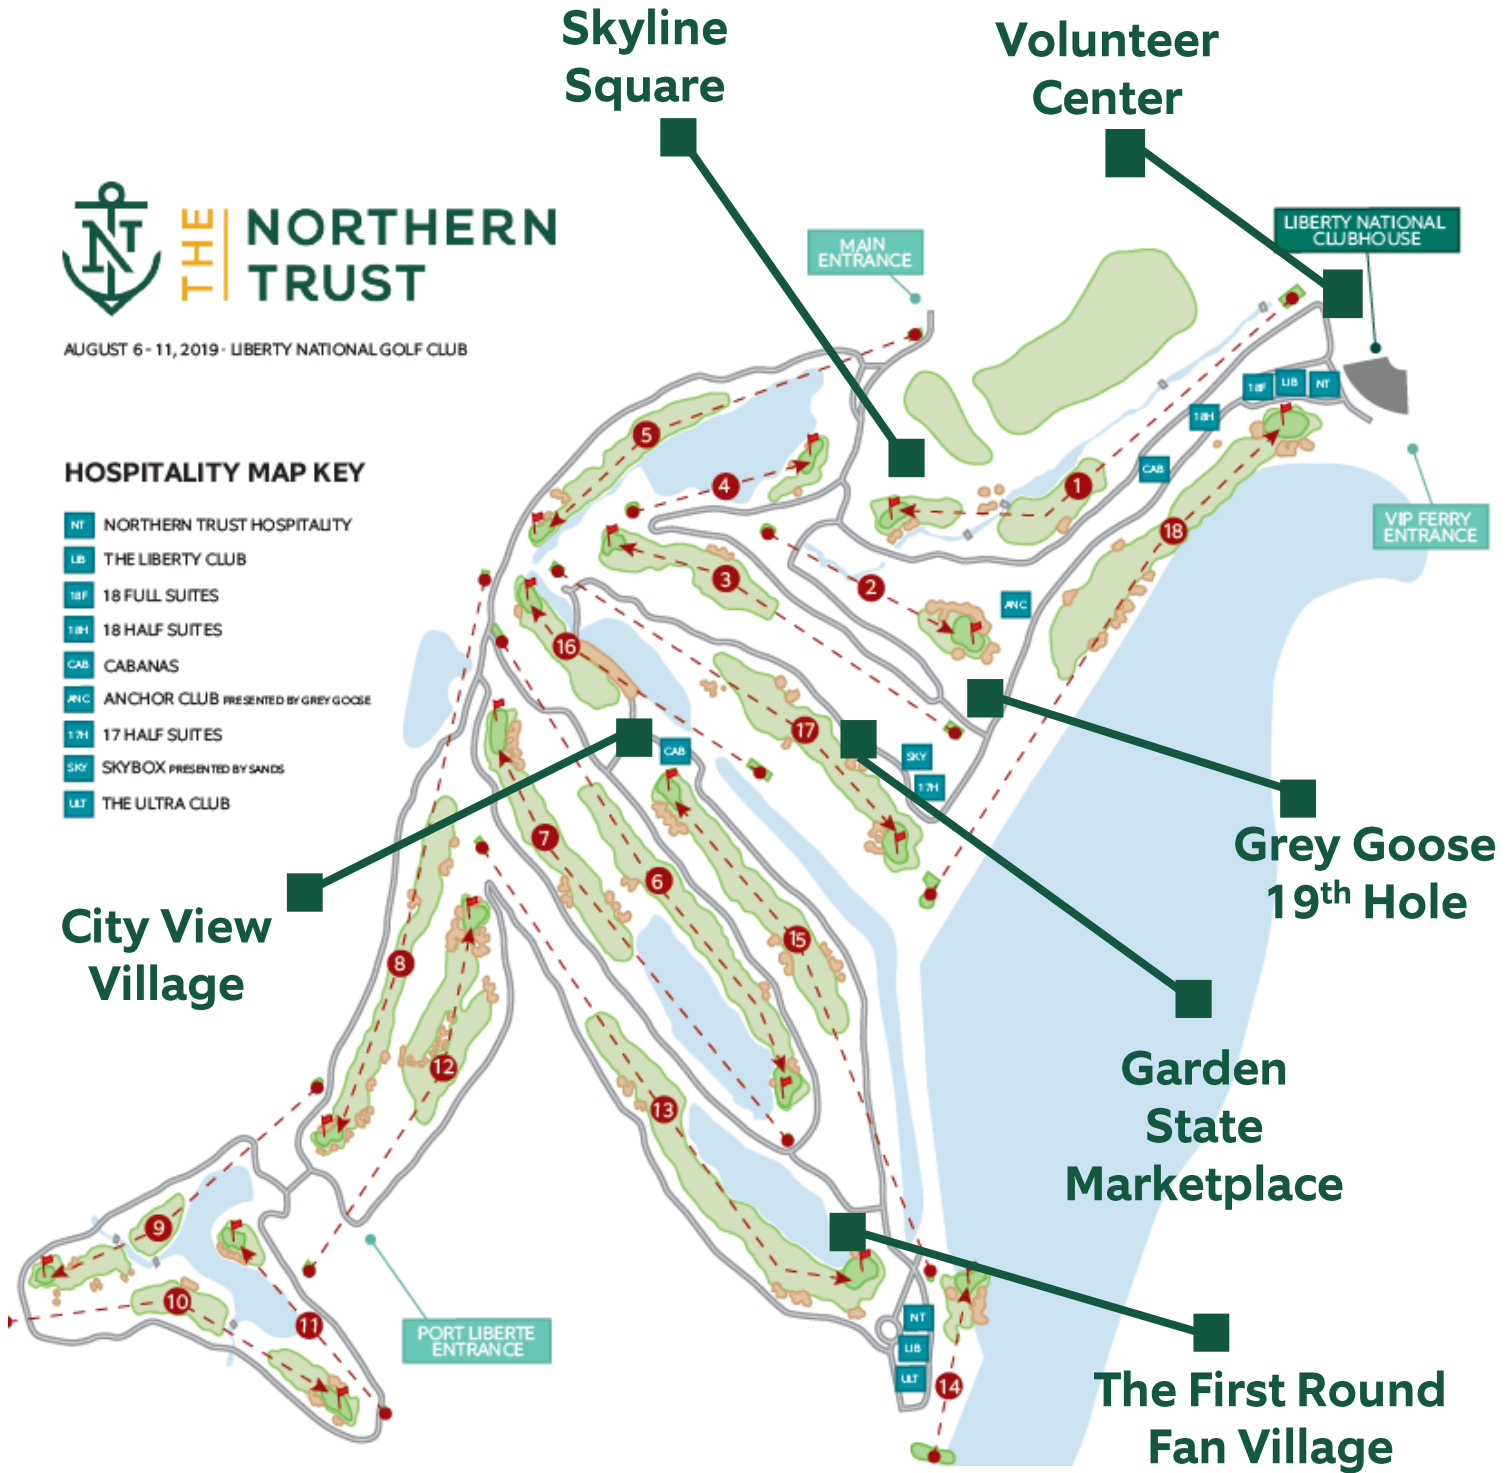 Skyline
Square
Volunteer
Center
NT
THE
NORTHERN
TRUST
AUGUST 6 - 11, 2019 · LIBERTY NATIONAL GOLF CLUB
MAIN
ENTRANCE
LIBERTY NATIONAL
CLUBHOUSE
HOSPITALITY MAP KEY
NT NORTHERN TRUST HOSPITALITY
LIB THE LIBERTY CLUB
18F 18 FULL SUITES
18H 18 HALF SUITES
CAB CABANAS
ANC ANCHOR CLUB PRESENTED BY GREY GOOSE
17H 17 HALF SUITES
SKY SKYBOX PRESENTED BY SANDS
ULT THE ULTRA CLUB
18F LIB NT
18H
CAB
5
4
1
18
VIP FERRY
ENTRANCE
3
2
ANC
16
17
CAB
SKY
17H
7
6
15
8
12
13
City View
Village
Grey Goose
19th Hole
Garden
State
Marketplace
9
10
11
PORT LIBERTE
ENTRANCE
NT
LIB
ULT
14
The First Round
Fan Village